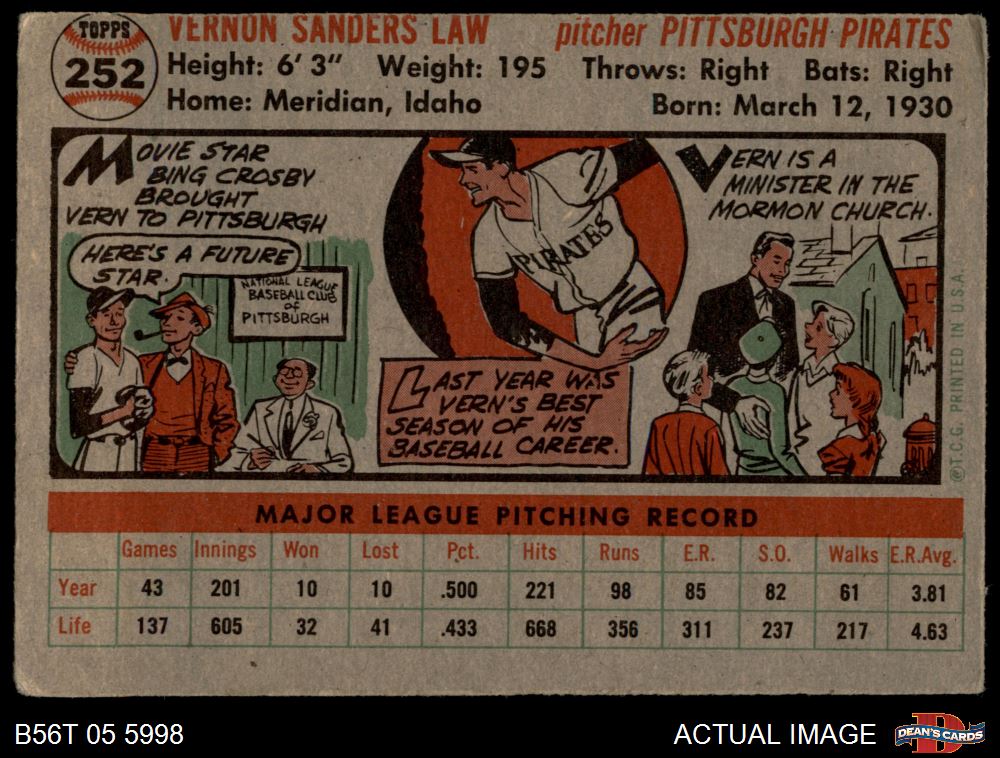 TOPPS
252
VERNON SANDERS LAW pitcher PITTSBURGH PIRATES
Height: 6' 3" Weight: 195 Throws: Right Bats: Right
Home: Meridian, Idaho Born: March 12, 1930
MOVIE STAR
BING CROSBY
BROUGHT
VERN TO PITTSBURGH
HERE'S A FUTURE
STAR.
NATIONAL LEAGUE
BASEBALL CLUB
of
PITTSBURGH
PIRATES
LAST YEAR WAS
VERN'S BEST
SEASON OF HIS
BASEBALL CAREER.
VERN IS A
MINISTER IN THE
MORMON CHURCH.
©T.C.G. PRINTED IN U.S.A.
MAJOR LEAGUE PITCHING RECORD
Games Innings Won Lost Pct. Hits Runs E.R. S.O. Walks E.R.Avg.
Year 43 201 10 10 .500 221 98 85 82 61 3.81
Life 137 605 32 41 .433 668 356 311 237 217 4.63
B56T 05 5998 ACTUAL IMAGE
DEAN'S CARDS